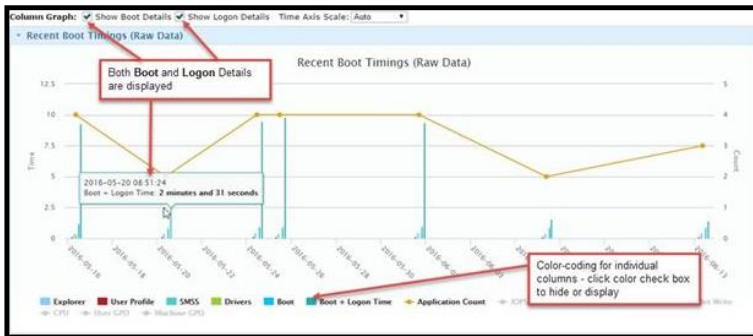 Column Graph: Show Boot Details Show Logon Details Time Axis Scale: Auto
Recent Boot Timings (Raw Data)
Recent Boot Timings (Raw Data)
Both Boot and Logon Details
are displayed
12.5
10
7.5
5
2.5
0
Time
5
4
3
2
1
0
Count
2016-05-20 06:51:24
Boot + Logon Time: 2 minutes and 31 seconds
2016-05-16
2016-05-18
2016-05-20
2016-05-22
2016-05-24
2016-05-26
2016-05-28
2016-05-30
2016-06-13
Color-coding for individual
columns - click color check box
to hide or display
Explorer User Profile SMSS Drivers Boot Boot + Logon Time Application Count Write
CPU User GPO Machine GPO